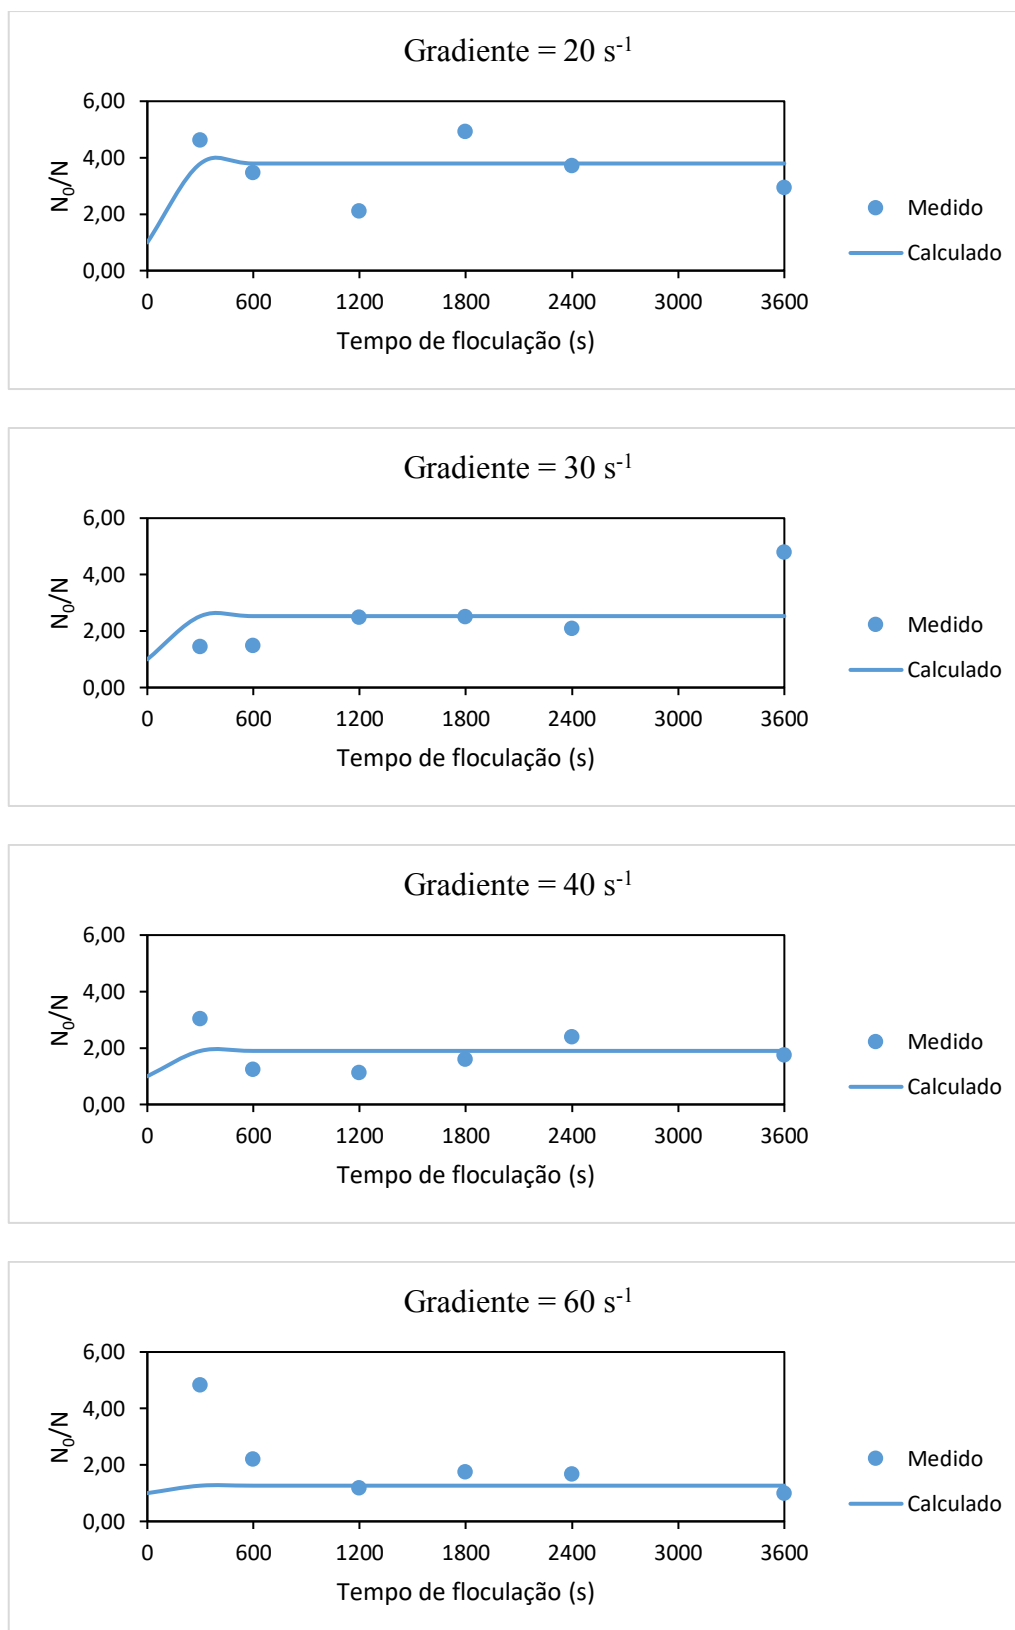 Gradiente = 20 s⁻¹
6,00
4,00
2,00
0,00
N₀/N
0 600 1200 1800 2400 3000 3600
Tempo de floculação (s)
Medido
Calculado
Gradiente = 30 s⁻¹
6,00
4,00
2,00
0,00
N₀/N
0 600 1200 1800 2400 3000 3600
Tempo de floculação (s)
Medido
Calculado
Gradiente = 40 s⁻¹
6,00
4,00
2,00
0,00
N₀/N
0 600 1200 1800 2400 3000 3600
Tempo de floculação (s)
Medido
Calculado
Gradiente = 60 s⁻¹
6,00
4,00
2,00
0,00
N₀/N
0 600 1200 1800 2400 3000 3600
Tempo de floculação (s)
Medido
Calculado